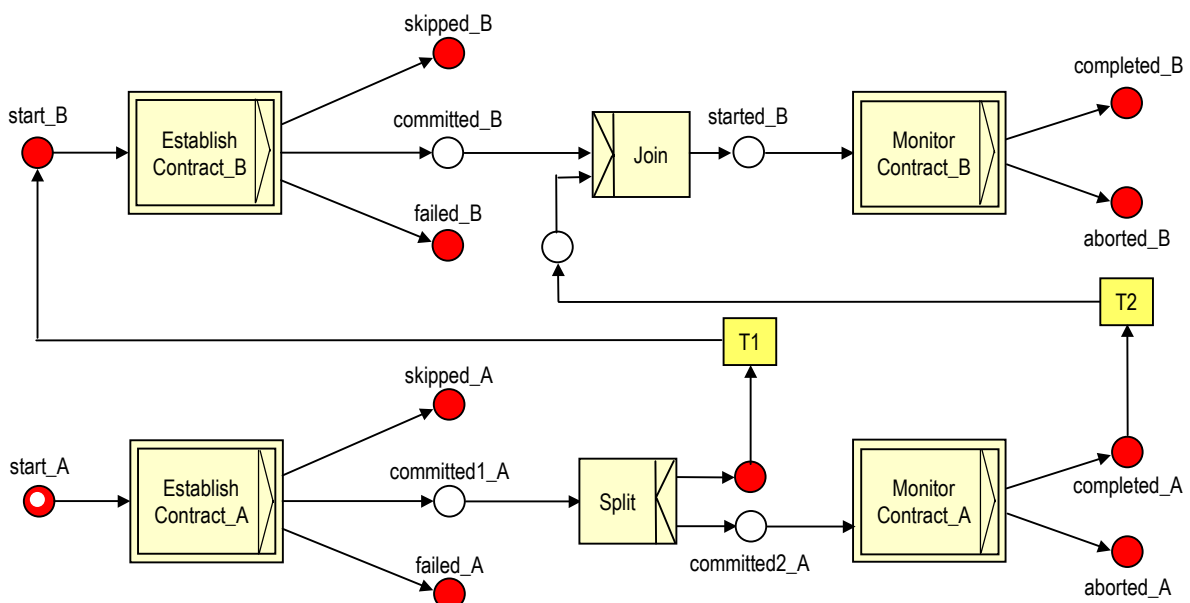 skipped_B
completed_B
start_B
committed_B
started_B
Establish
Contract_B
Join
Monitor
Contract_B
failed_B
aborted_B
T2
T1
skipped_A
start_A
Establish
Contract_A
committed1_A
Split
Monitor
Contract_A
completed_A
committed2_A
failed_A
aborted_A